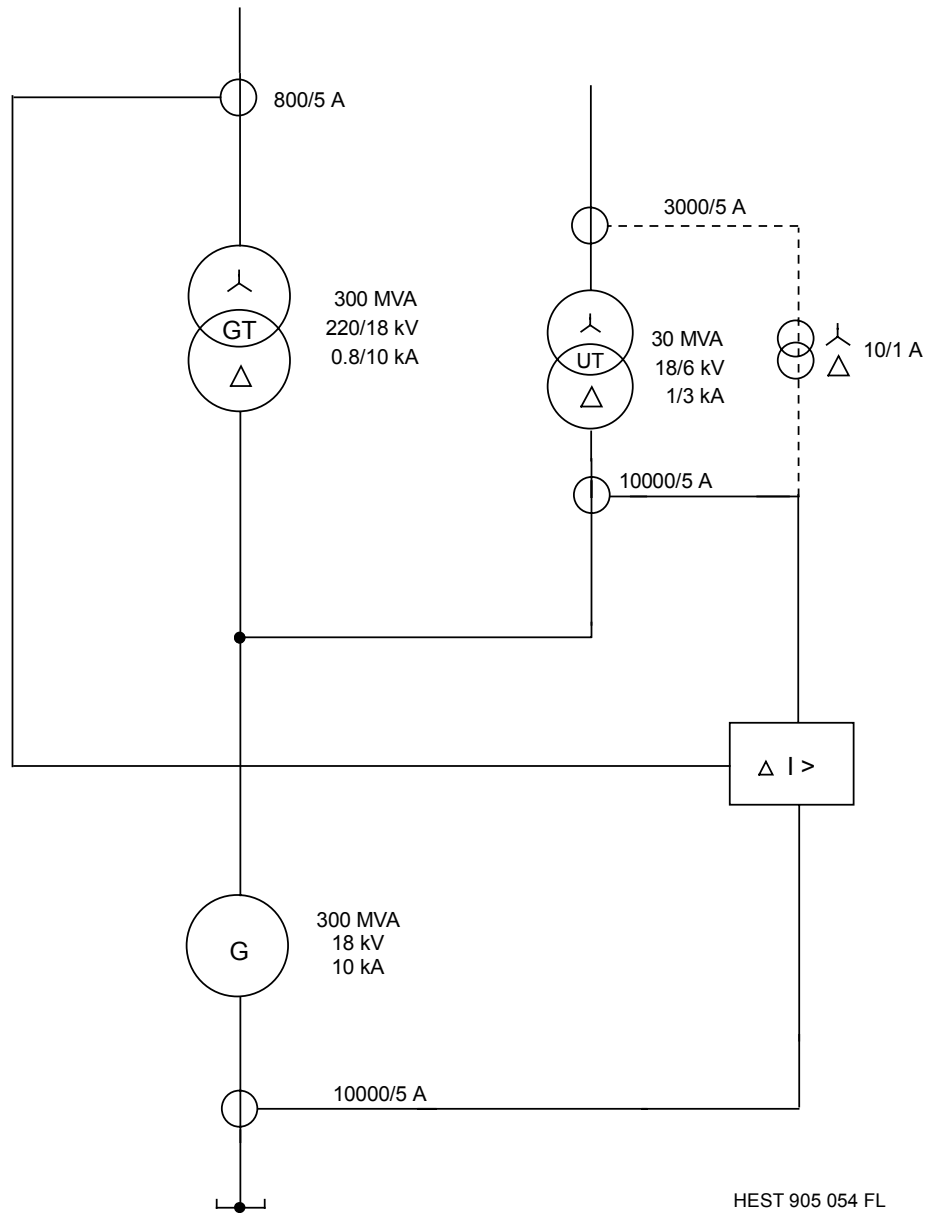 800/5 A
3000/5 A
GT
300 MVA
220/18 kV
0.8/10 kA
UT
30 MVA
18/6 kV
1/3 kA
10/1 A
10000/5 A
Δ I >
G
300 MVA
18 kV
10 kA
10000/5 A
HEST 905 054 FL